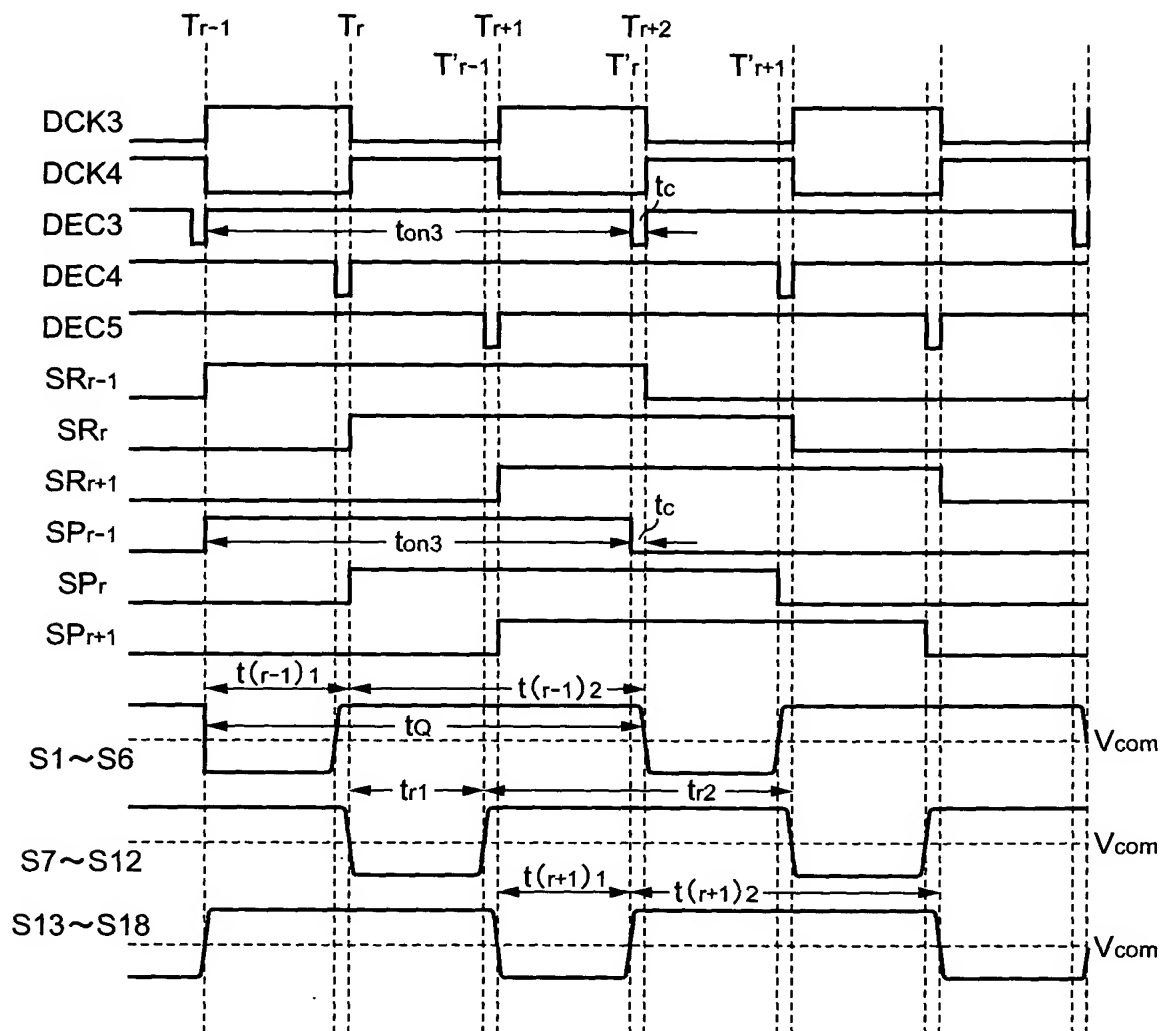 Tr-1 Tr Tr+1 Tr+2
T'r-1 T'r T'r+1
DCK3
DCK4
tc
DEC3
ton3
DEC4
DEC5
SRr-1
SRr
SRr+1
tc
SPr-1
ton3
SPr
SPr+1
t(r-1)1 t(r-1)2
tQ
Vcom
S1~S6
tr1 tr2
Vcom
S7~S12
t(r+1)1 t(r+1)2
S13~S18
Vcom